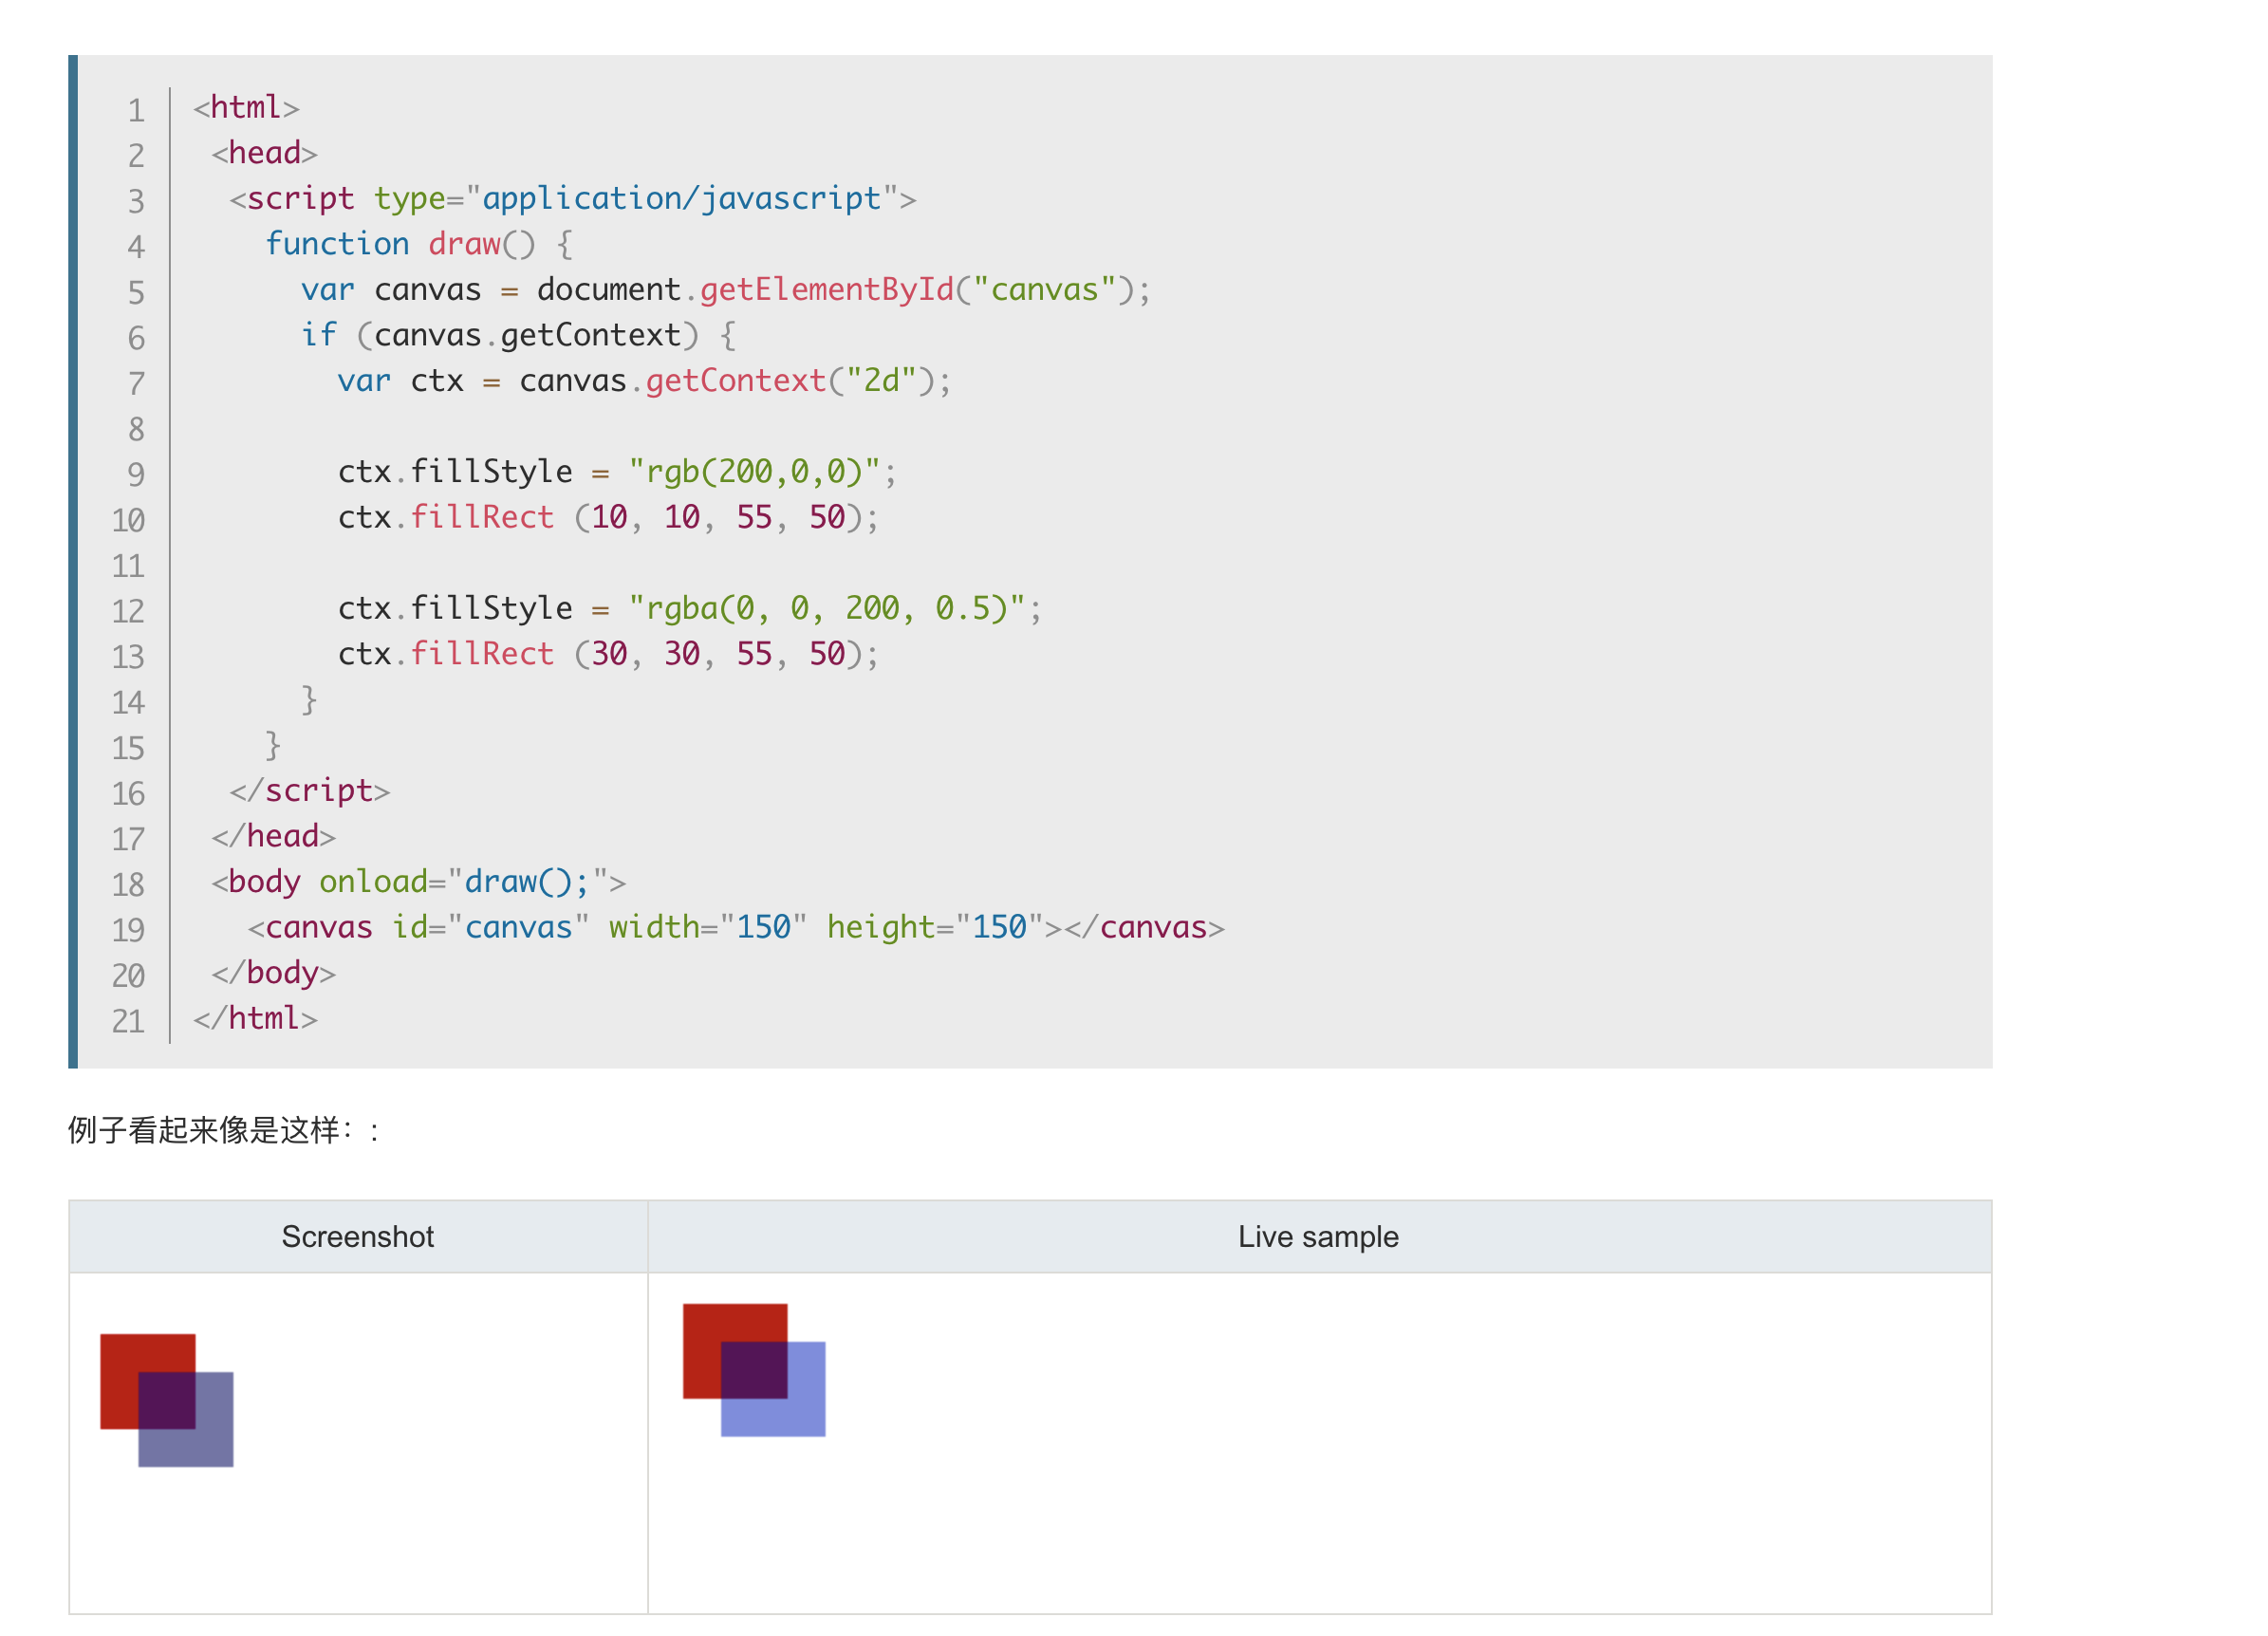 1 <html>
2  <head>
3   <script type="application/javascript">
4     function draw() {
5       var canvas = document.getElementById("canvas");
6       if (canvas.getContext) {
7         var ctx = canvas.getContext("2d");
8
9         ctx.fillStyle = "rgb(200,0,0)";
10         ctx.fillRect (10, 10, 55, 50);
11
12         ctx.fillStyle = "rgba(0, 0, 200, 0.5)";
13         ctx.fillRect (30, 30, 55, 50);
14       }
15     }
16   </script>
17  </head>
18  <body onload="draw();">
19    <canvas id="canvas" width="150" height="150"></canvas>
20  </body>
21 </html>
例子看起来像是这样：:
Screenshot Live sample